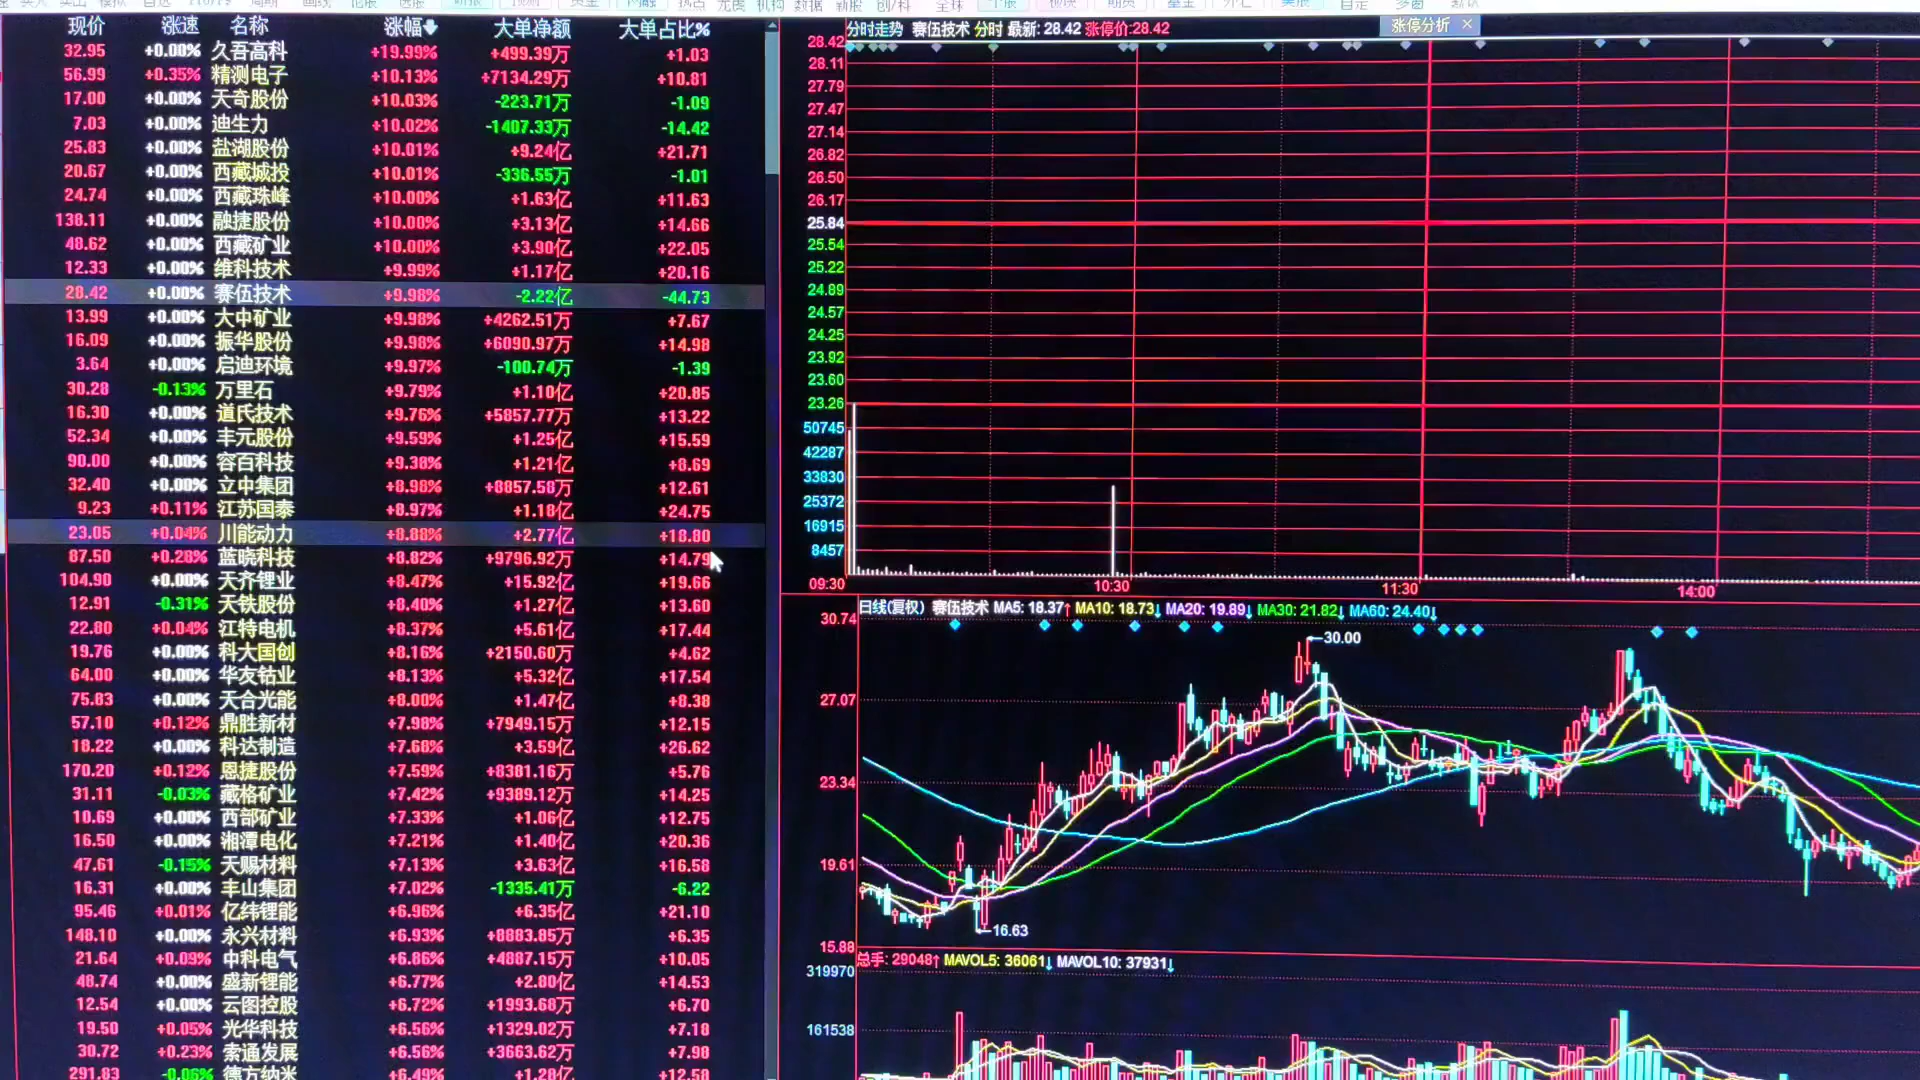 现价 涨速 名称 涨幅 大单净额 大单占比%
32.95 +0.00% 久吾高科 +19.99% +499.39万 +1.03
56.99 +0.35% 精测电子 +10.13% +7134.29万 +10.81
17.00 +0.00% 天奇股份 +10.03% -223.71万 -1.09
7.03 +0.00% 迪生力 +10.02% -1407.33万 -14.42
25.83 +0.00% 盐湖股份 +10.01% +9.24亿 +21.71
20.67 +0.00% 西藏城投 +10.01% -336.55万 -1.01
24.74 +0.00% 西藏珠峰 +10.00% +1.63亿 +11.63
138.11 +0.00% 融捷股份 +10.00% +3.13亿 +14.66
48.62 +0.00% 西藏矿业 +10.00% +3.90亿 +22.05
12.33 +0.00% 维科技术 +9.99% +1.17亿 +20.16
28.42 +0.00% 赛伍技术 +9.98% -2.22亿 -44.73
13.99 +0.00% 大中矿业 +9.98% +4262.51万 +7.67
16.09 +0.00% 振华股份 +9.98% +6090.97万 +14.98
3.64 +0.00% 启迪环境 +9.97% -100.74万 -1.39
30.28 -0.13% 万里石 +9.79% +1.10亿 +20.85
16.30 +0.00% 道氏技术 +9.76% +5857.77万 +13.22
52.34 +0.00% 丰元股份 +9.59% +1.25亿 +15.59
90.00 +0.00% 容百科技 +9.38% +1.21亿 +8.69
32.40 +0.00% 立中集团 +8.98% +8857.58万 +12.61
9.23 +0.11% 江苏国泰 +8.97% +1.18亿 +24.75
23.05 +0.04% 川能动力 +8.88% +2.77亿 +18.80
87.50 +0.28% 蓝晓科技 +8.82% +9796.92万 +14.79
104.90 +0.00% 天齐锂业 +8.47% +15.92亿 +19.66
12.91 -0.31% 天铁股份 +8.40% +1.27亿 +13.60
22.80 +0.04% 江特电机 +8.37% +5.61亿 +17.44
19.76 +0.00% 科大国创 +8.16% +2150.60万 +4.62
64.00 +0.00% 华友钴业 +8.13% +5.32亿 +17.54
75.83 +0.00% 天合光能 +8.00% +1.47亿 +8.38
57.10 +0.12% 鼎胜新材 +7.98% +7949.15万 +12.15
18.22 +0.00% 科达制造 +7.68% +3.59亿 +26.62
170.20 +0.12% 恩捷股份 +7.59% +8381.16万 +5.76
31.11 -0.03% 藏格矿业 +7.42% +9389.12万 +14.25
10.69 +0.00% 西部矿业 +7.33% +1.06亿 +12.75
16.50 +0.00% 湘潭电化 +7.21% +1.40亿 +20.36
47.61 -0.15% 天赐材料 +7.13% +3.63亿 +16.58
16.31 +0.00% 丰山集团 +7.02% -1335.41万 -6.22
95.46 +0.01% 亿纬锂能 +6.96% +6.35亿 +21.10
148.10 +0.00% 永兴材料 +6.93% +8883.85万 +6.35
21.64 +0.09% 中科电气 +6.86% +4887.15万 +10.05
48.74 +0.00% 盛新锂能 +6.77% +2.80亿 +14.53
12.54 +0.00% 云图控股 +6.72% +1993.68万 +6.70
19.50 +0.05% 光华科技 +6.56% +1329.02万 +7.18
30.72 +0.23% 索通发展 +6.56% +3663.62万 +7.98
291.83 -0.06% 德方纳米 +6.49% +1.28亿 +12.58
分时走势 赛伍技术 分时 最新: 28.42 涨停价:28.42 涨停分析 ×
28.42
28.11
27.79
27.47
27.14
26.82
26.50
26.17
25.84
25.54
25.22
24.89
24.57
24.25
23.92
23.60
23.26
50745
42287
33830
25372
16915
8457
09:30 10:30 11:30 14:00
日线(复权) 赛伍技术 MA5: 18.37↑ MA10: 18.73↓ MA20: 19.89↓ MA30: 21.82↓ MA60: 24.40↓
30.74
←30.00
27.07
23.34
19.61
←16.63
15.88
总手: 29048↑ MAVOL5: 36061↓ MAVOL10: 37931↓
319970
161538